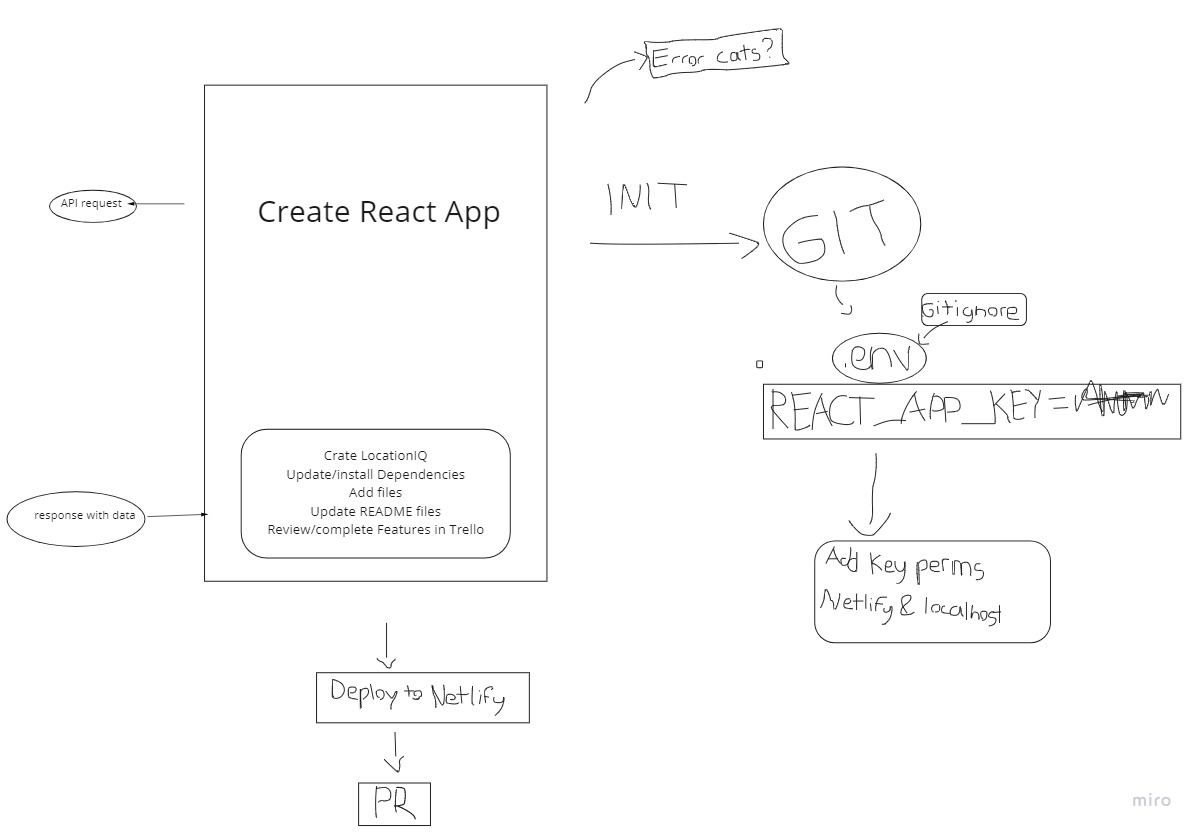 Error cats?
API request
Create React App
INIT
GIT
Gitignore
.env
REACT_APP_KEY=
Crate LocationIQ
Update/install Dependencies
Add files
Update README files
Review/complete Features in Trello
response with data
Add Key perms
Netlify & localhost
Deploy to Netlify
PR
miro